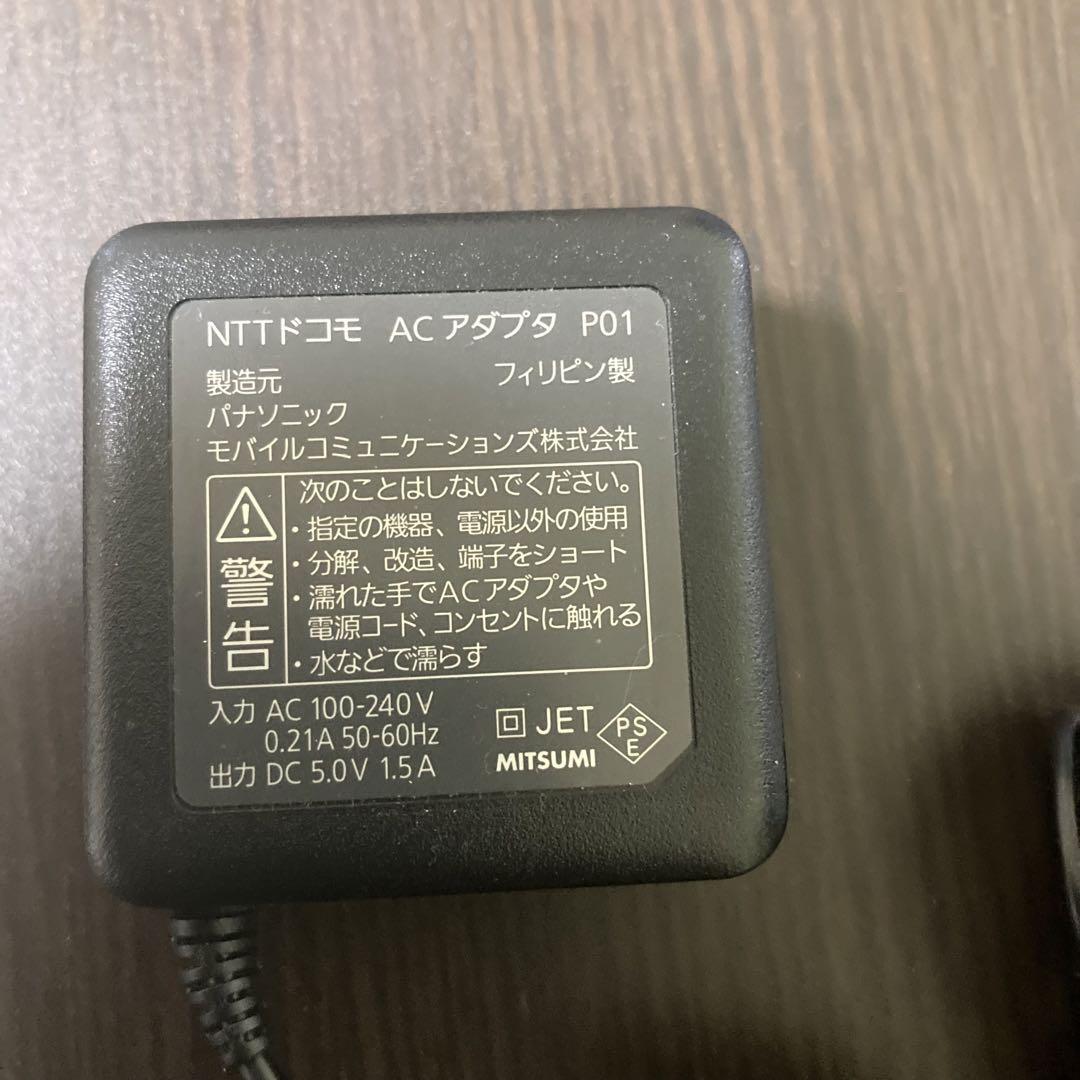 NTTドコモ ACアダプタ P01
製造元 フィリピン製
パナソニック
モバイルコミュニケーションズ株式会社
警告
次のことはしないでください。
・指定の機器、電源以外の使用
・分解、改造、端子をショート
・濡れた手でACアダプタや
電源コード、コンセントに触れる
・水などで濡らす
入力 AC 100-240V
0.21A 50-60Hz
出力 DC 5.0V 1.5A
JET
PSE
MITSUMI